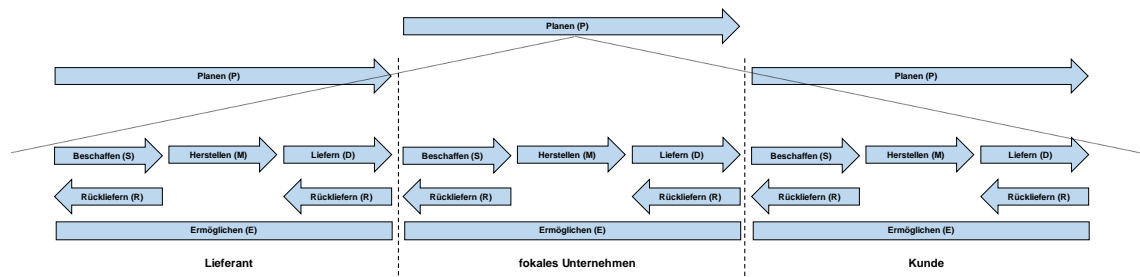 Planen (P)
Planen (P)
Planen (P)
Beschaffen (S)
Herstellen (M)
Liefern (D)
Beschaffen (S)
Herstellen (M)
Liefern (D)
Beschaffen (S)
Herstellen (M)
Liefern (D)
Rückliefern (R)
Rückliefern (R)
Rückliefern (R)
Rückliefern (R)
Rückliefern (R)
Rückliefern (R)
Ermöglichen (E)
Ermöglichen (E)
Ermöglichen (E)
Lieferant
fokales Unternehmen
Kunde